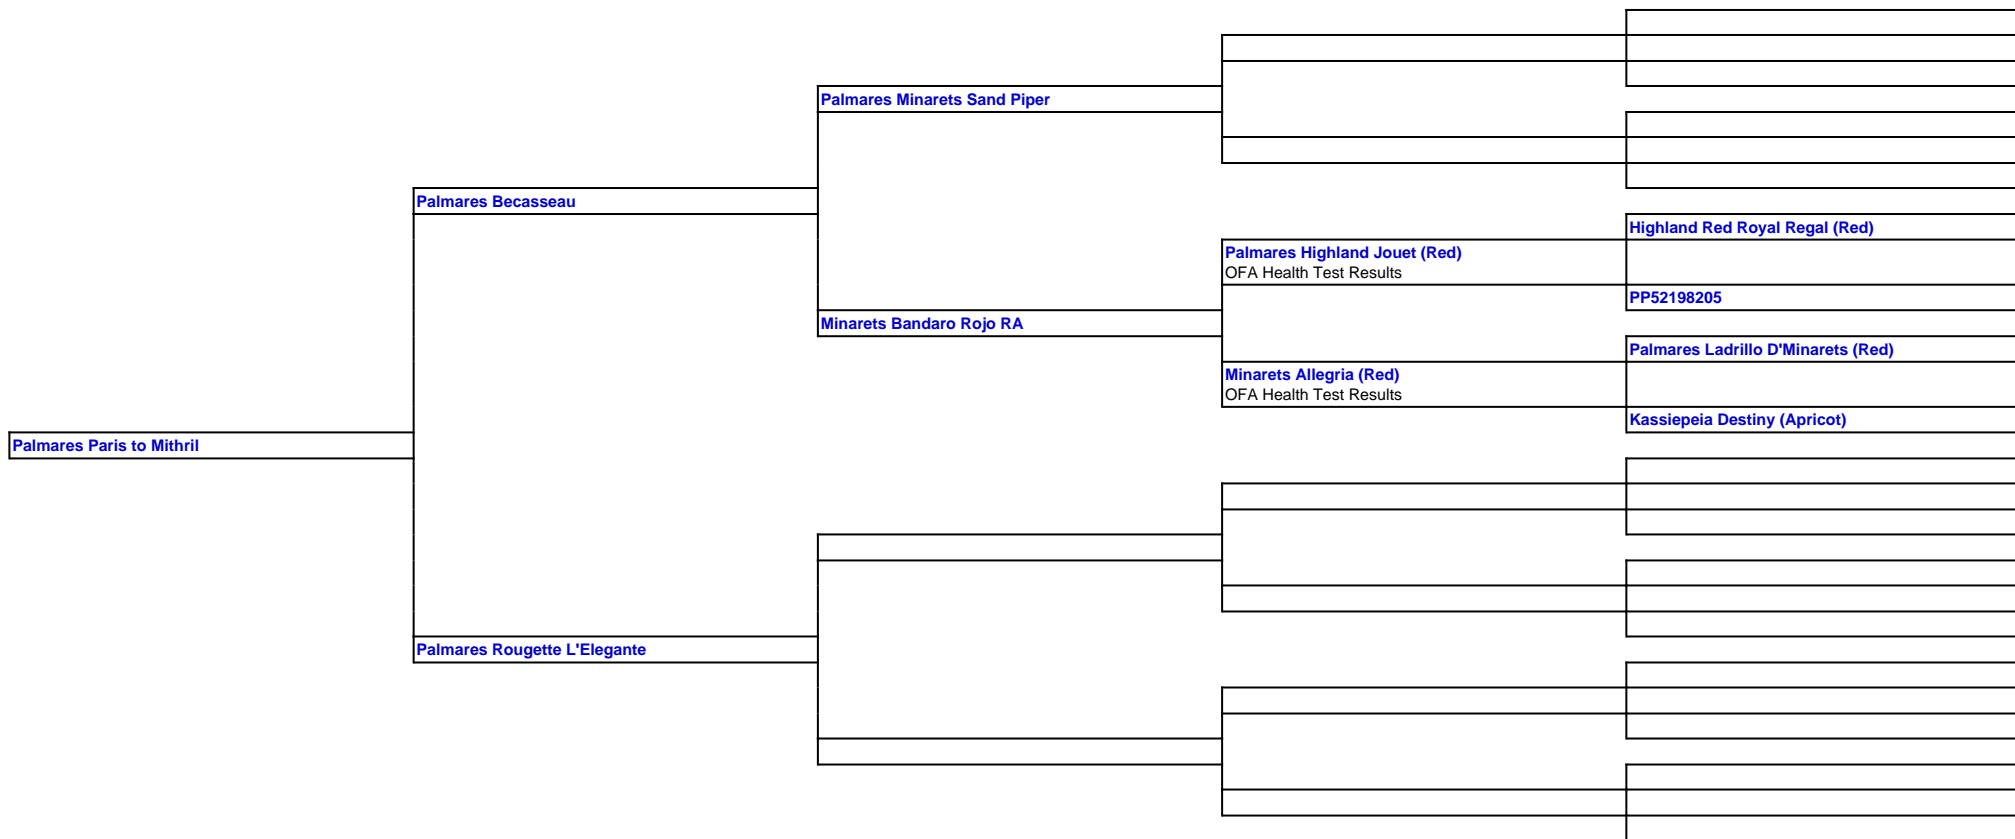 Palmares Minarets Sand Piper
Palmares Becasseau
Highland Red Royal Regal (Red)
Palmares Highland Jouet (Red)
OFA Health Test Results
PP52198205
Minarets Bandaro Rojo RA
Palmares Ladrillo D'Minarets (Red)
Minarets Allegria (Red)
OFA Health Test Results
Kassiepeia Destiny (Apricot)
Palmares Paris to Mithril
Palmares Rougette L'Elegante